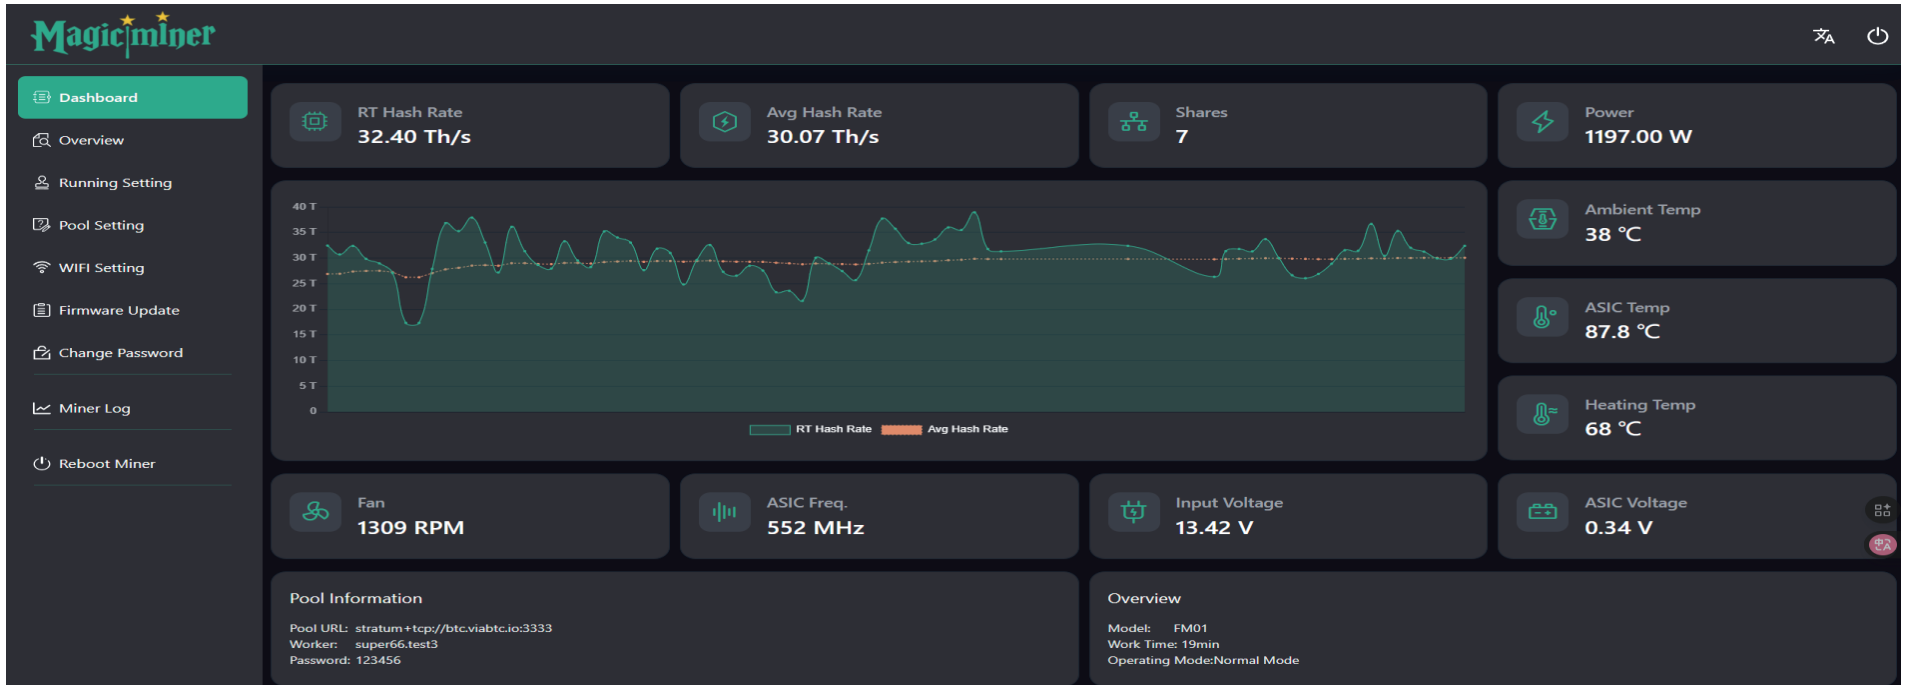 Magicminer
Dashboard
Overview
Running Setting
Pool Setting
WIFI Setting
Firmware Update
Change Password
Miner Log
Reboot Miner
RT Hash Rate
32.40 Th/s
Avg Hash Rate
30.07 Th/s
Shares
7
Power
1197.00 W
40 T
35 T
30 T
25 T
20 T
15 T
10 T
5 T
0
RT Hash Rate Avg Hash Rate
Ambient Temp
38 ℃
ASIC Temp
87.8 ℃
Heating Temp
68 ℃
Fan
1309 RPM
ASIC Freq.
552 MHz
Input Voltage
13.42 V
ASIC Voltage
0.34 V
Pool Information
Pool URL: stratum+tcp://btc.viabtc.io:3333
Worker: super66.test3
Password: 123456
Overview
Model: FM01
Work Time: 19min
Operating Mode:Normal Mode